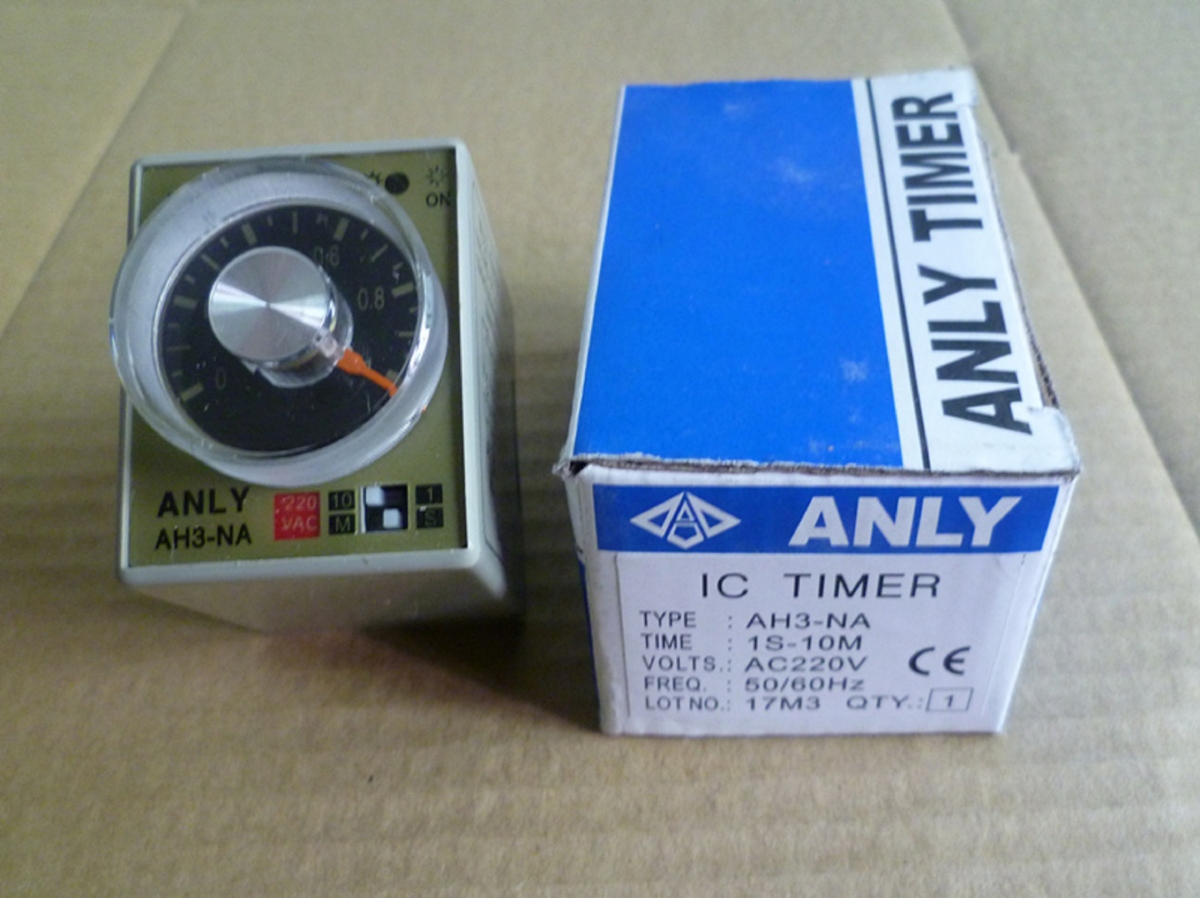 ON
0.6
0.8
0
ANLY
AH3-NA
220
VAC
10
M
1
S
ANLY TIMER
ANLY
IC TIMER
TYPE : AH3-NA
TIME : 1S-10M
VOLTS.: AC220V
FREQ. : 50/60Hz
LOT NO.: 17M3 QTY.: 1
CE